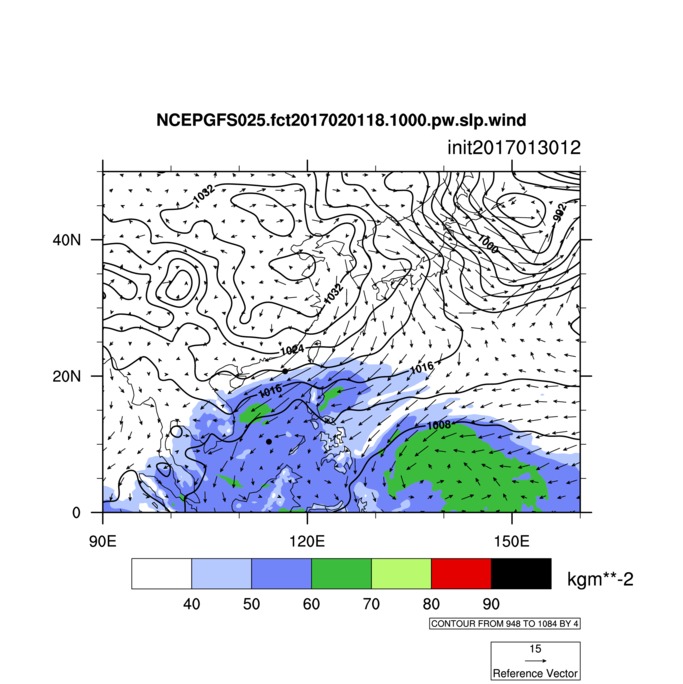 NCEPGFS025.fct2017020118.1000.pw.slp.wind
init2017013012
1032
992
1000
40N
1032
1024
1016
20N
1016
1008
0
90E 120E 150E
kgm**-2
40 50 60 70 80 90
CONTOUR FROM 948 TO 1084 BY 4
15
Reference Vector